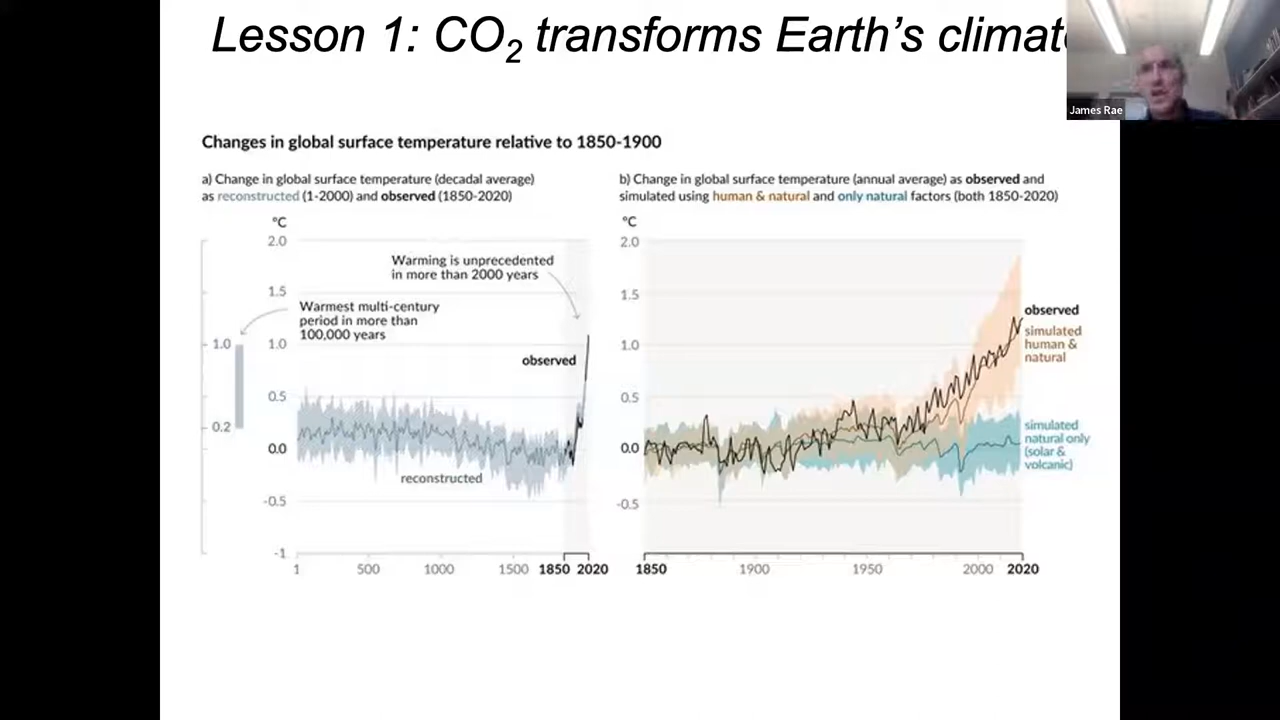 Lesson 1: CO2 transforms Earth's climat
James Rae
Changes in global surface temperature relative to 1850-1900
a) Change in global surface temperature (decadal average)
as reconstructed (1-2000) and observed (1850-2020)
°C
2.0
1.5
1.0
0.5
0.0
-0.5
-1
1.0
0.2
Warming is unprecedented
in more than 2000 years
Warmest multi-century
period in more than
100,000 years
observed
reconstructed
1
500
1000
1500
1850
2020
b) Change in global surface temperature (annual average) as observed and
simulated using human & natural and only natural factors (both 1850-2020)
°C
2.0
1.5
1.0
0.5
0.0
-0.5
observed
simulated
human &
natural
simulated
natural only
(solar &
volcanic)
1850
1900
1950
2000
2020